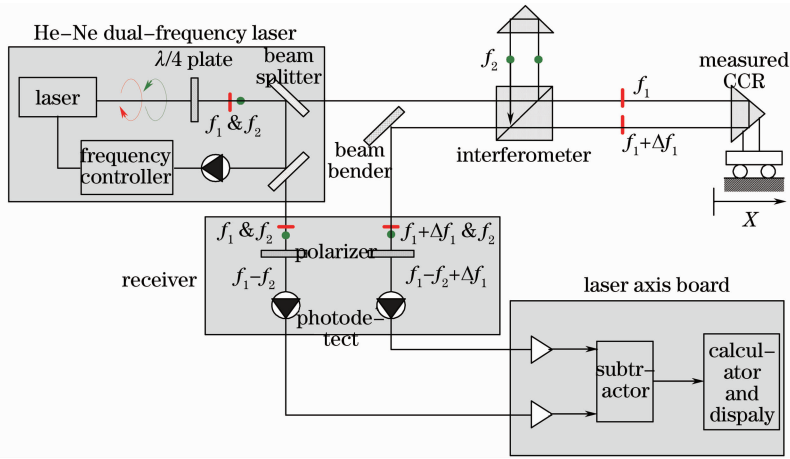 He–Ne dual–frequency laser
λ/4 plate
beam
splitter
laser
f₁ & f₂
frequency
controller
f₂
beam
bender
interferometer
f₁
f₁+Δf₁
measured
CCR
X
receiver
f₁ & f₂
f₁+Δf₁ & f₂
polarizer
f₁–f₂
f₁–f₂+Δf₁
photode–
tect
laser axis board
subtr–
actor
calcul–
ator
and
dispaly